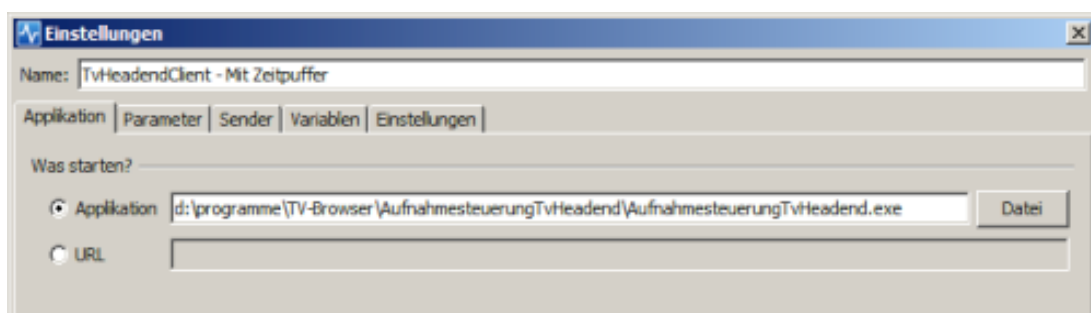 Einstellungen
Name: TvHeadendClient - Mit Zeitpuffer
Applikation Parameter Sender Variablen Einstellungen
Was starten?
Applikation d:\programme\TV-Browser\AufnahmesteuerungTvHeadend\AufnahmesteuerungTvHeadend.exe Datei
URL